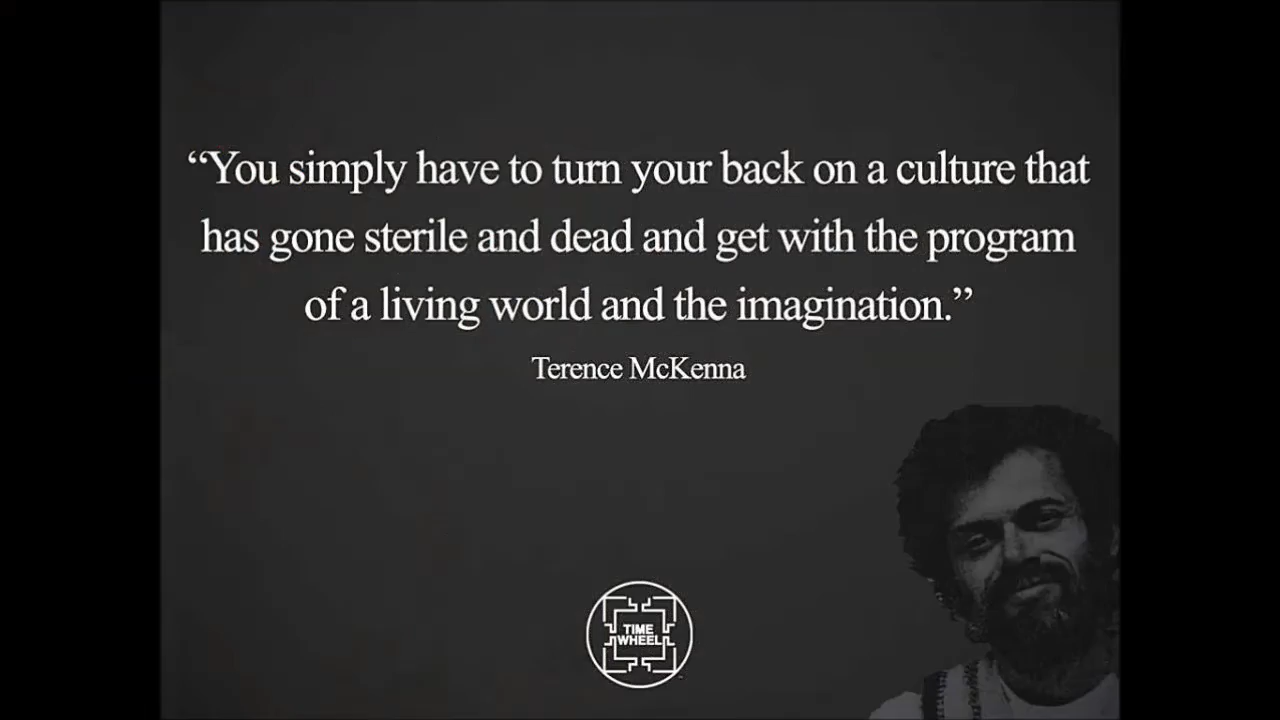 “You simply have to turn your back on a culture that
has gone sterile and dead and get with the program
of a living world and the imagination.”
Terence McKenna
TIME
WHEEL